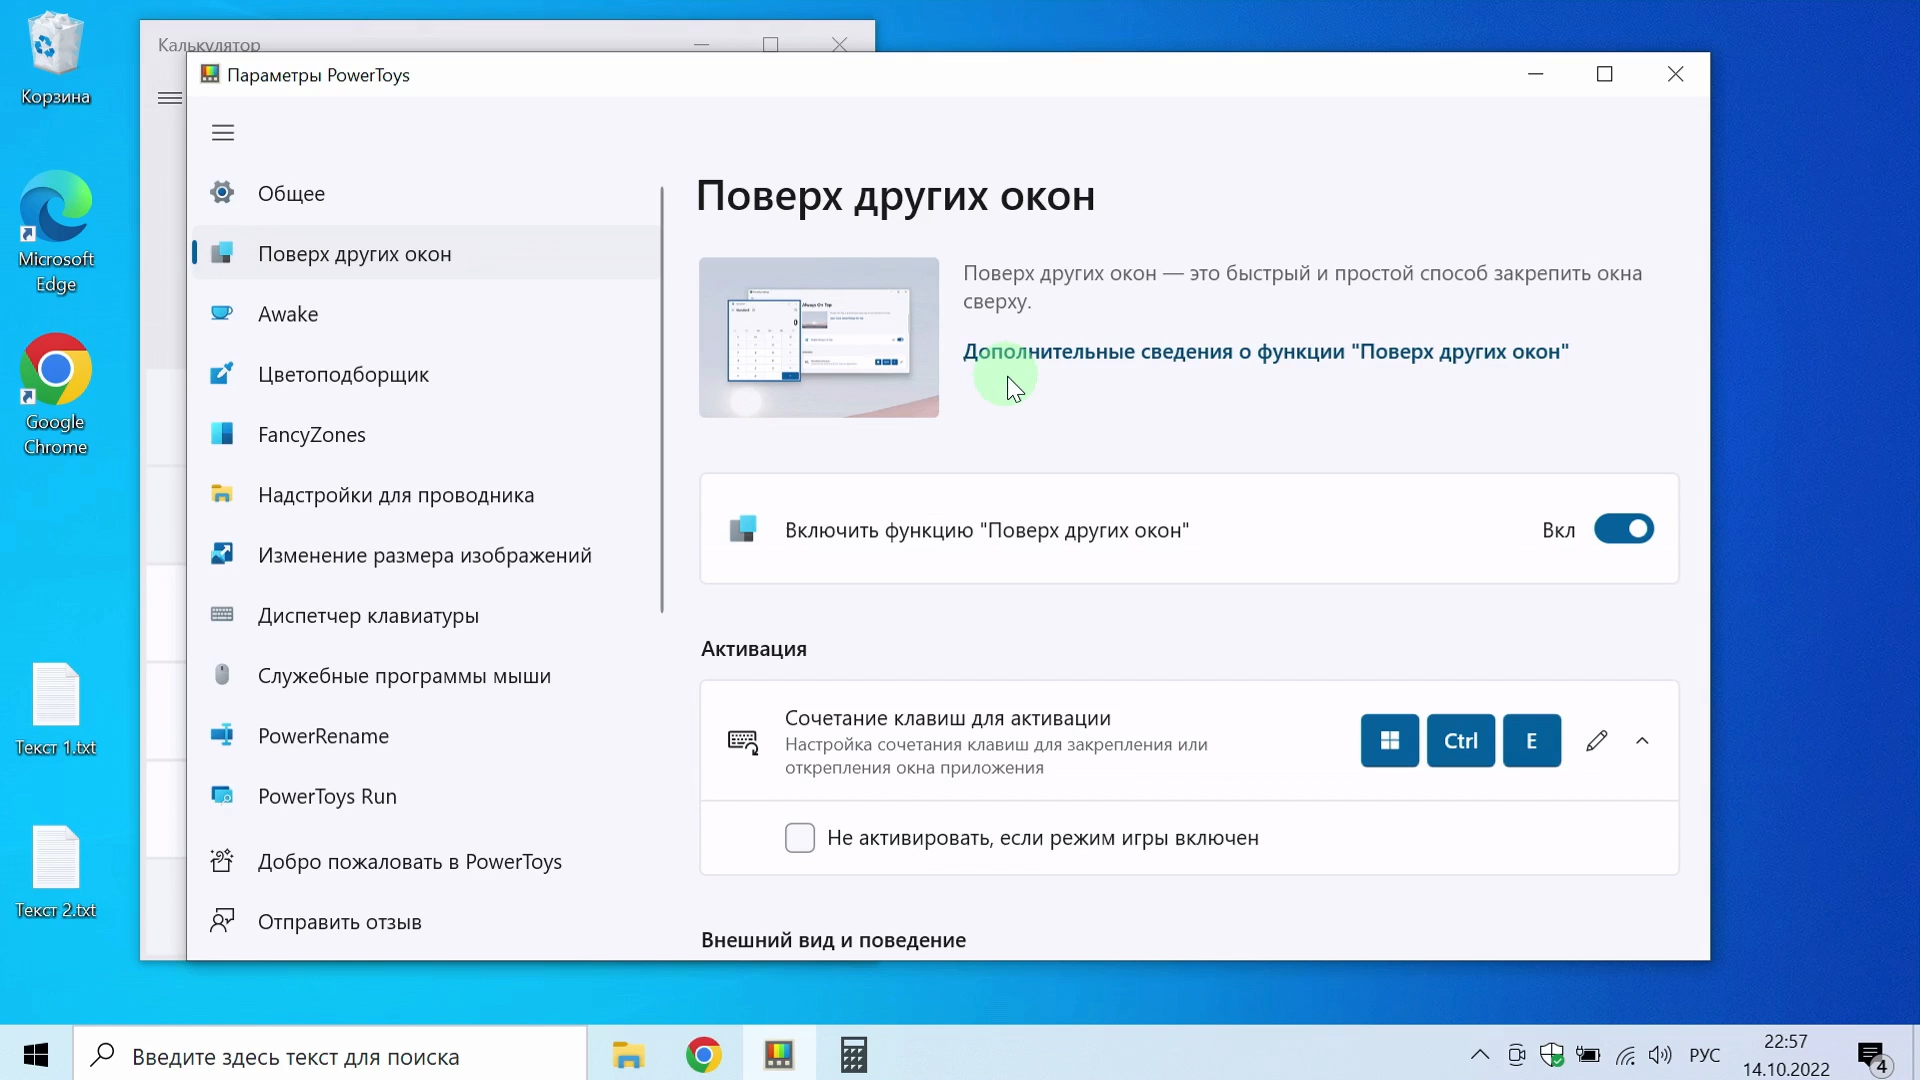 Калькулятор
Параметры PowerToys
Корзина
Microsoft
Edge
Google
Chrome
Текст 1.txt
Текст 2.txt
Общее
Поверх других окон
Awake
Цветоподборщик
FancyZones
Надстройки для проводника
Изменение размера изображений
Диспетчер клавиатуры
Служебные программы мыши
PowerRename
PowerToys Run
Добро пожаловать в PowerToys
Отправить отзыв
Поверх других окон
Поверх других окон — это быстрый и простой способ закрепить окна
сверху.
Дополнительные сведения о функции "Поверх других окон"
Включить функцию "Поверх других окон"
Вкл
Активация
Сочетание клавиш для активации
Настройка сочетания клавиш для закрепления или
открепления окна приложения
Ctrl
E
Не активировать, если режим игры включен
Внешний вид и поведение
Введите здесь текст для поиска
РУС
22:57
14.10.2022
4